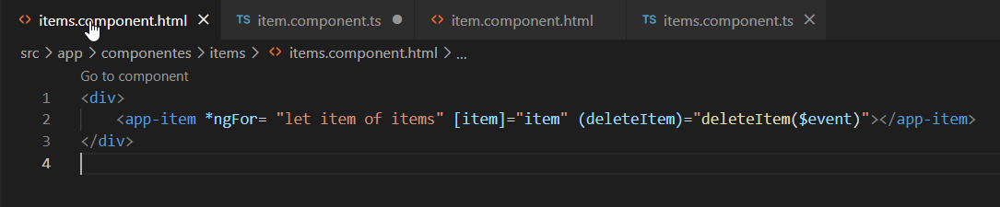 items.component.html TS item.component.ts item.component.html TS items.component.ts
src > app > componentes > items > items.component.html > ...
Go to component
1 <div>
2 <app-item *ngFor= "let item of items" [item]="item" (deleteItem)="deleteItem($event)"></app-item>
3 </div>
4